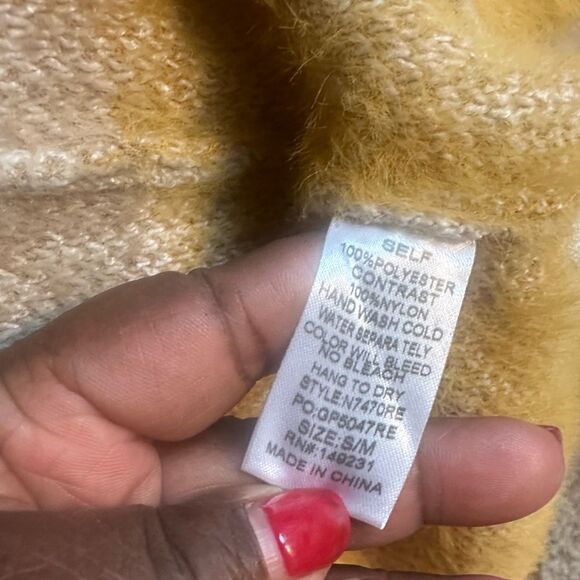 SELF
100%POLYESTER
CONTRAST
100%NYLON
HAND WASH COLD
WATER SEPARA TELY
COLOR WILL BLEED
NO BLEACH
HANG TO DRY
STYLE:N7470RE
PO:GP5047RE
SIZE:S/M
RN#:149231
MADE IN CHINA